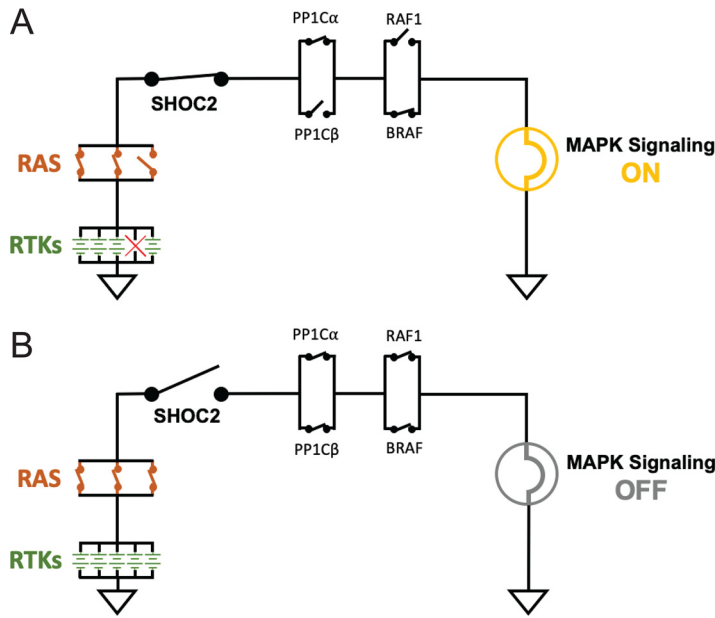 A
PP1Cα
RAF1
SHOC2
PP1Cβ
BRAF
MAPK Signaling
ON
RAS
RTKs
B
PP1Cα
RAF1
SHOC2
PP1Cβ
BRAF
MAPK Signaling
OFF
RAS
RTKs